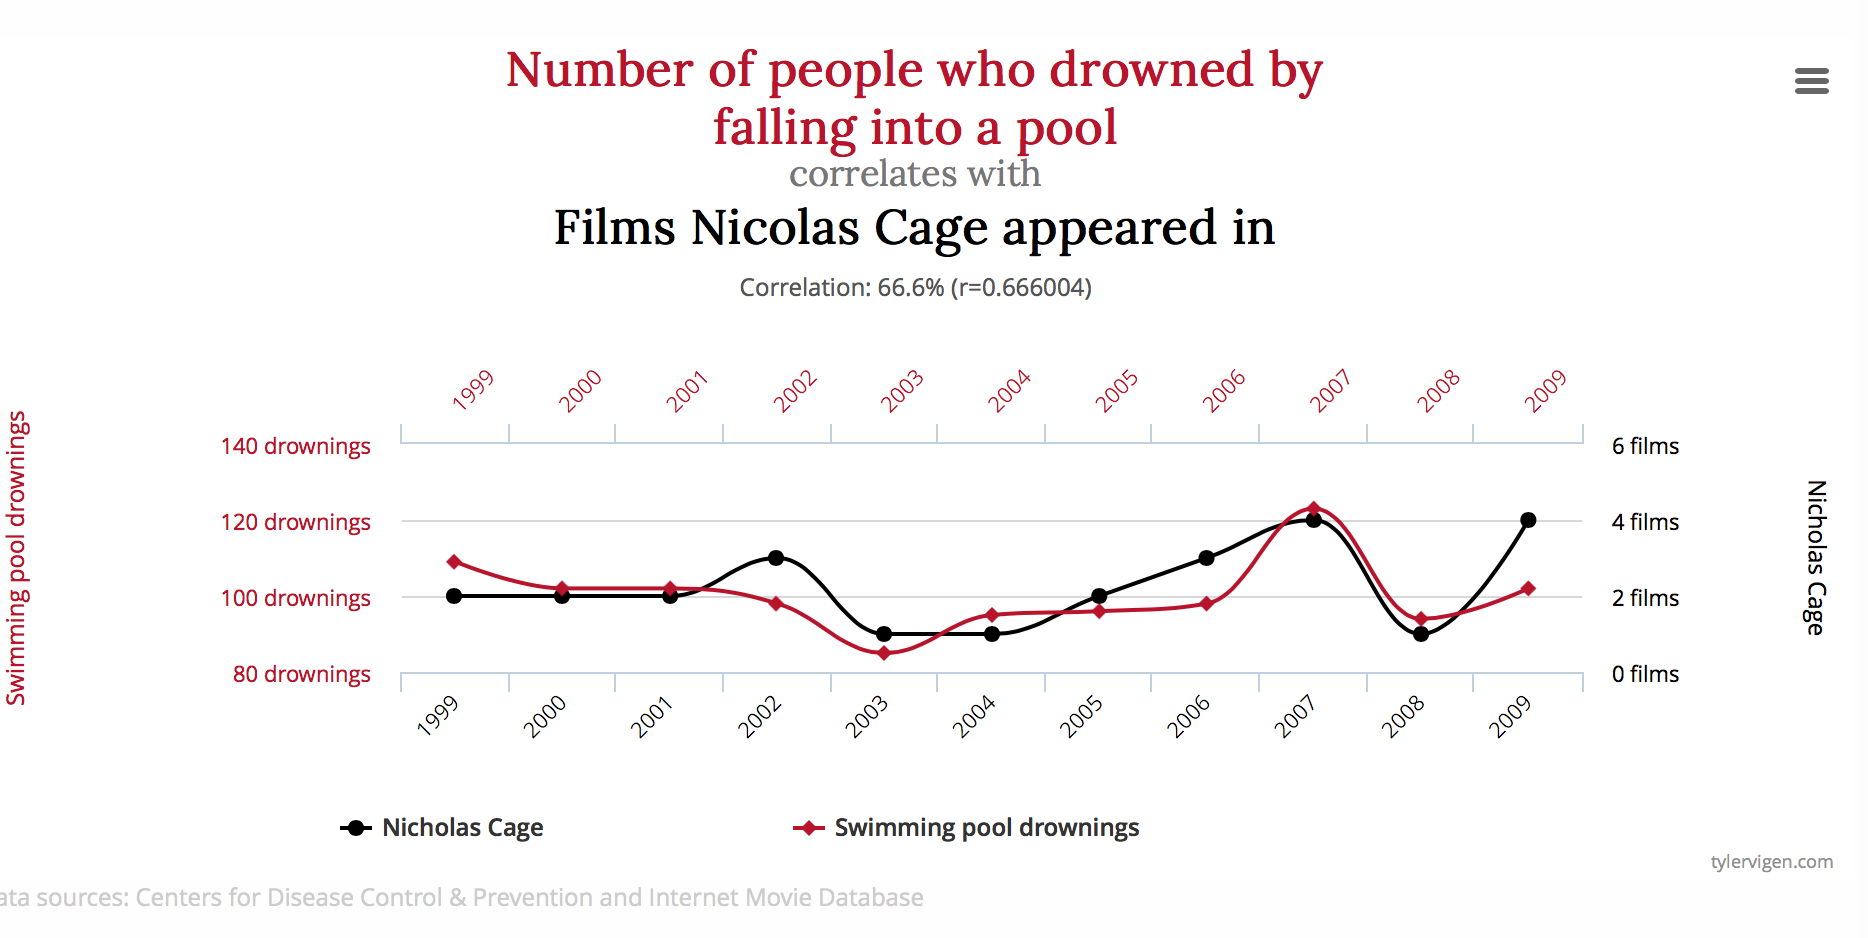 Number of people who drowned by
falling into a pool
correlates with
Films Nicolas Cage appeared in
Correlation: 66.6% (r=0.666004)
1999 2000 2001 2002 2003 2004 2005 2006 2007 2008 2009
Swimming pool drownings
140 drownings 6 films
120 drownings 4 films
100 drownings 2 films
80 drownings 0 films
Nicholas Cage
1999 2000 2001 2002 2003 2004 2005 2006 2007 2008 2009
Nicholas Cage Swimming pool drownings
tylervigen.com
ata sources: Centers for Disease Control & Prevention and Internet Movie Database